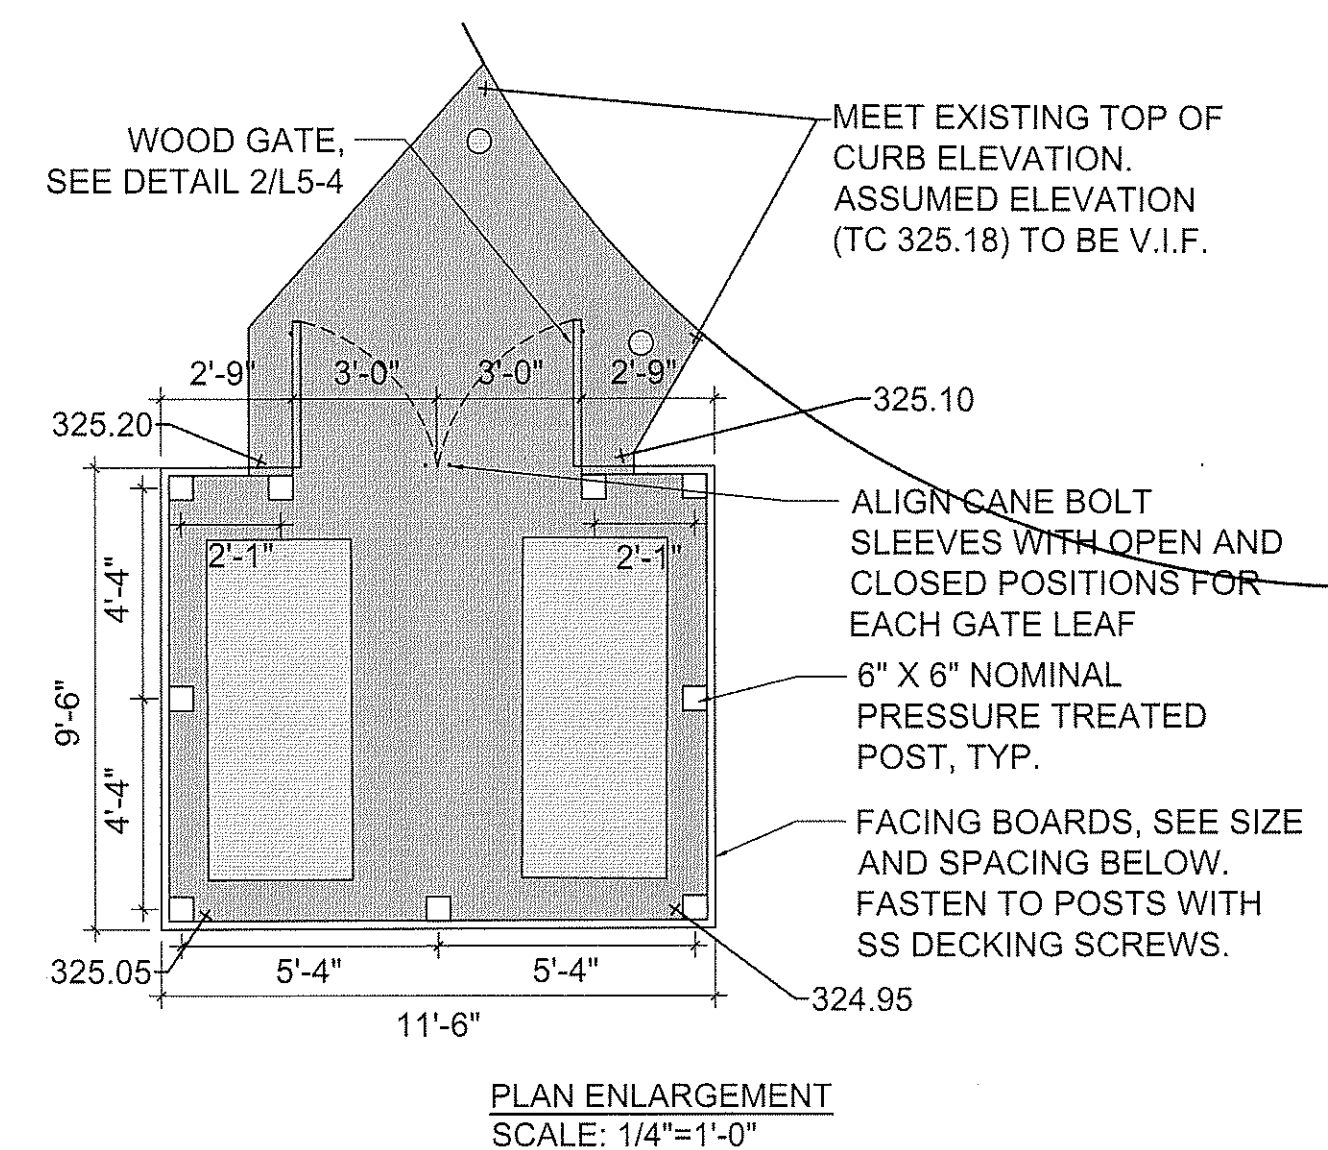 WOOD GATE,
SEE DETAIL 2/L5-4
MEET EXISTING TOP OF
CURB ELEVATION.
ASSUMED ELEVATION
(TC 325.18) TO BE V.I.F.
2'-9"
3'-0"
3'-0"
2'-9"
325.20
325.10
ALIGN CANE BOLT
SLEEVES WITH OPEN AND
CLOSED POSITIONS FOR
EACH GATE LEAF
2'-1"
2'-1"
4'-4"
9'-6"
4'-4"
6" X 6" NOMINAL
PRESSURE TREATED
POST, TYP.
FACING BOARDS, SEE SIZE
AND SPACING BELOW.
FASTEN TO POSTS WITH
SS DECKING SCREWS.
325.05
5'-4"
5'-4"
324.95
11'-6"
PLAN ENLARGEMENT
SCALE: 1/4"=1'-0"